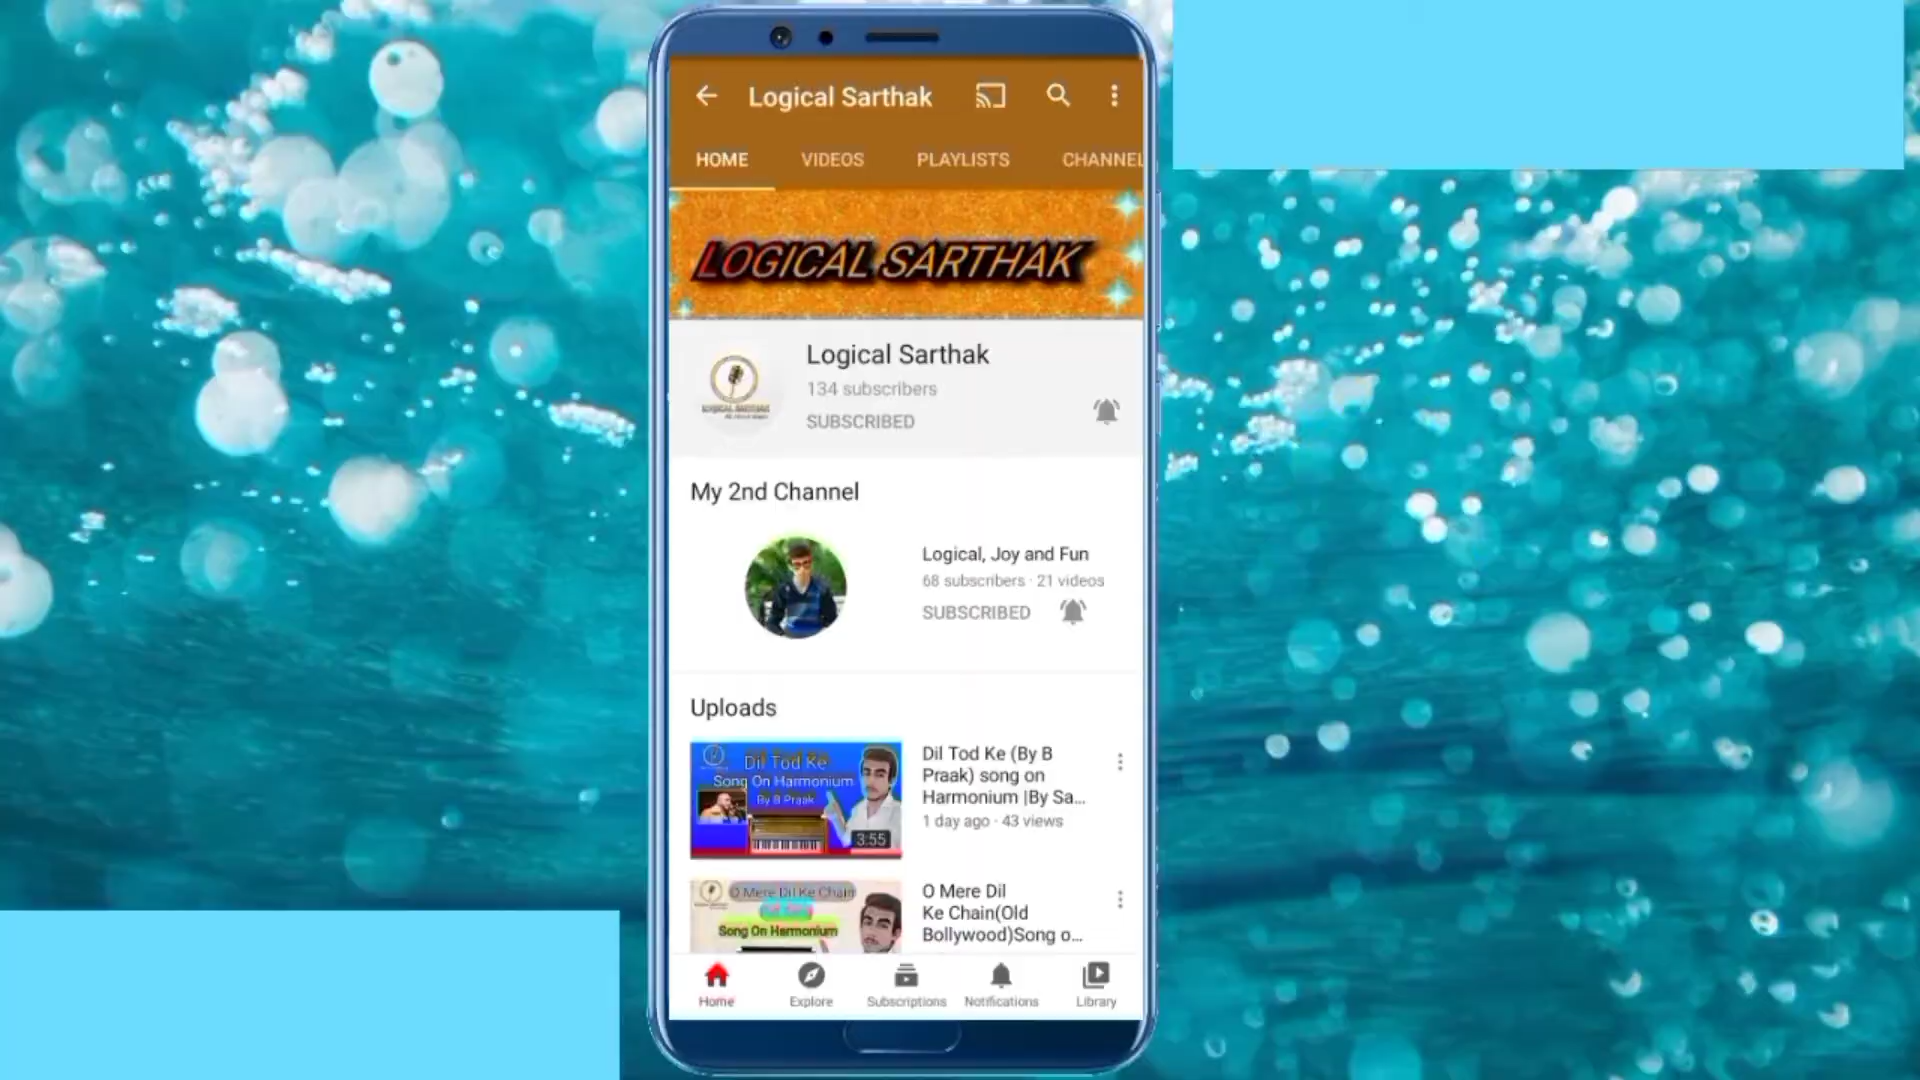 Logical Sarthak
HOME VIDEOS PLAYLISTS CHANNEL
LOGICAL SARTHAK
Logical Sarthak
134 subscribers
SUBSCRIBED
LOGICAL SARTHAK
My 2nd Channel
Logical, Joy and Fun
68 subscribers · 21 videos
SUBSCRIBED
Uploads
Dil Tod Ke
Song On Harmonium
By B Praak
3:55
Dil Tod Ke (By B
Praak) song on
Harmonium |By Sa...
1 day ago · 43 views
O Mere Dil Ke Chain
Song On Harmonium
O Mere Dil
Ke Chain(Old
Bollywood)Song o...
Home Explore Subscriptions Notifications Library